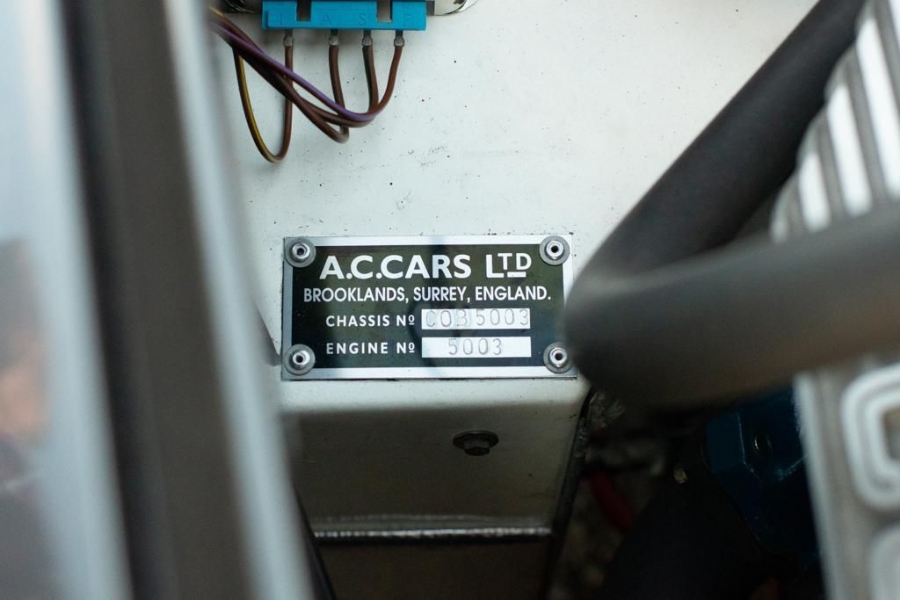 A.C.CARS LTD
BROOKLANDS, SURREY, ENGLAND.
CHASSIS Nº COB5003
ENGINE Nº 5003